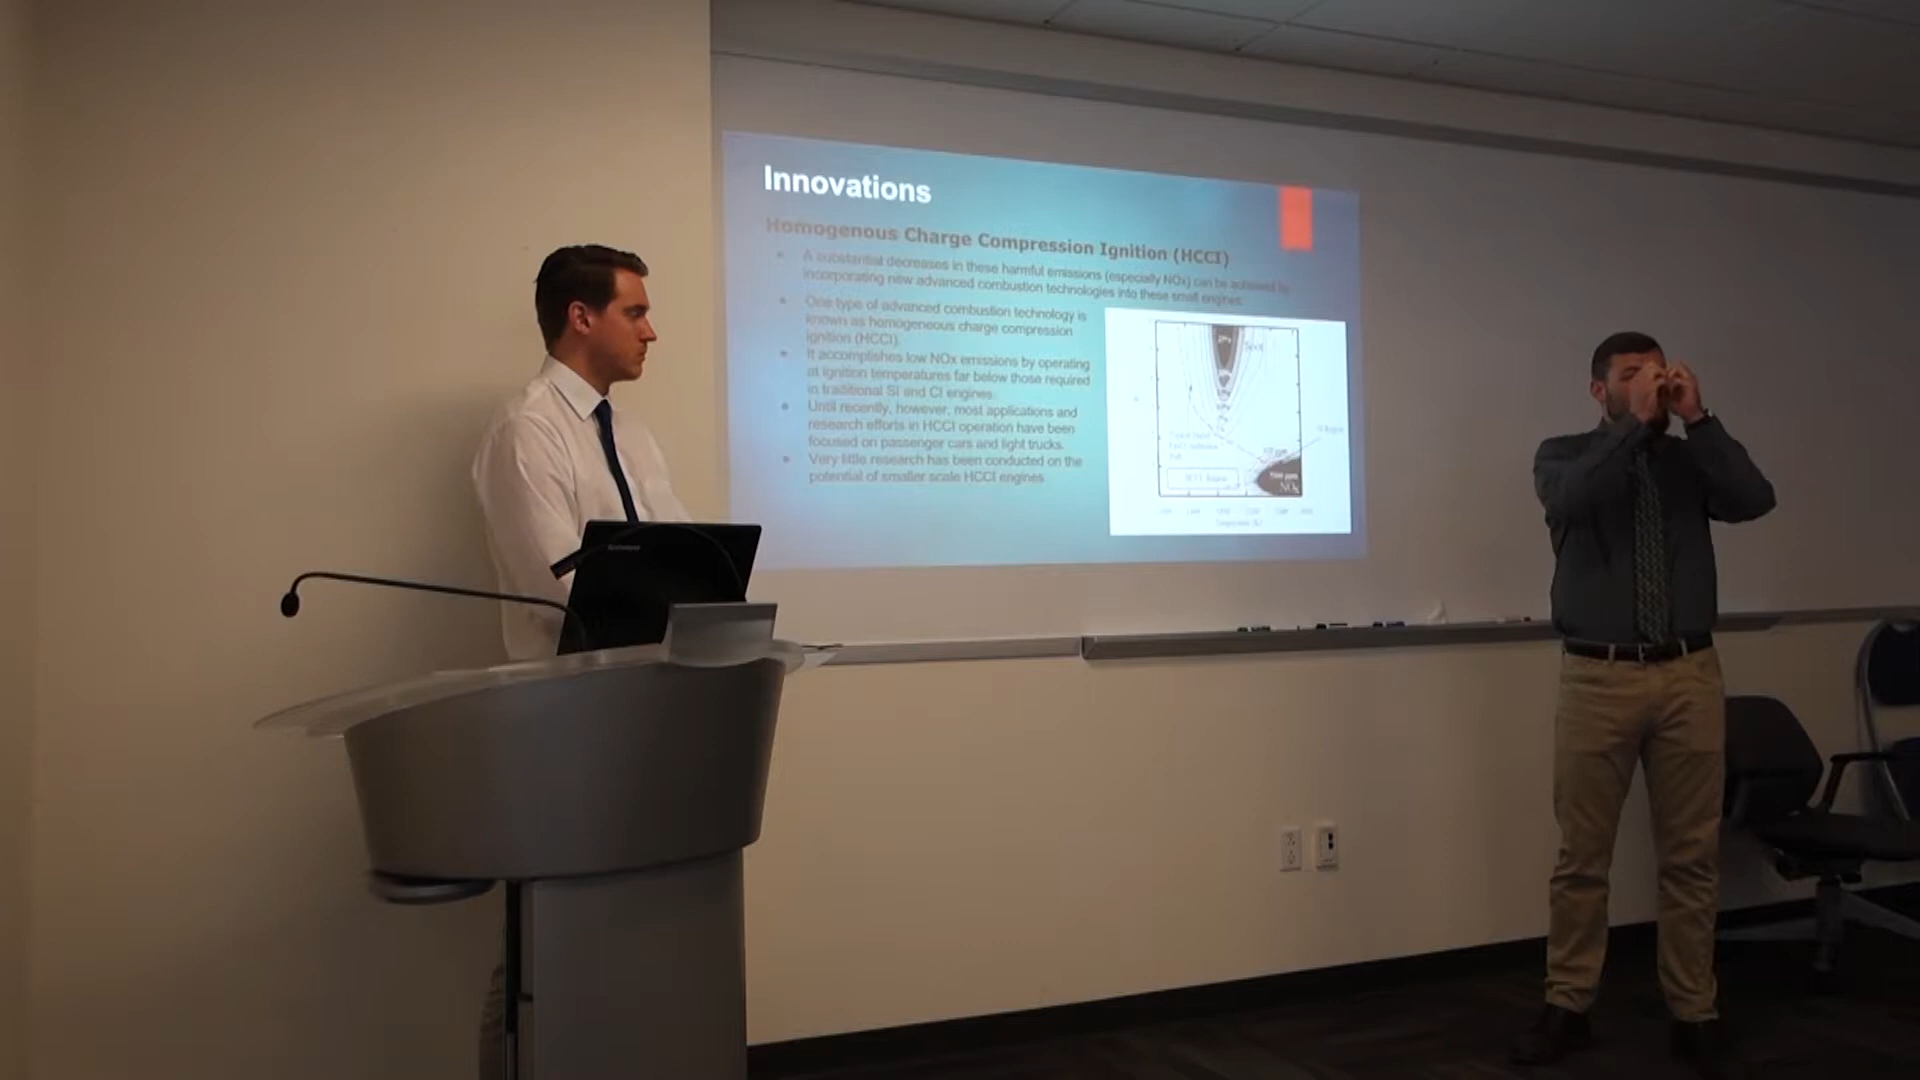 Innovations
Homogenous Charge Compression Ignition (HCCI)
A substantial decreases in these harmful emissions (especially NOx) can be achieved by
incorporating new advanced combustion technologies into these small engines.
One type of advanced combustion technology is
known as homogeneous charge compression
ignition (HCCI).
It accomplishes low NOx emissions by operating
at ignition temperatures far below those required
in traditional SI and CI engines.
Until recently, however, most applications and
research efforts in HCCI operation have been
focused on passenger cars and light trucks.
Very little research has been conducted on the
potential of smaller scale HCCI engines
NOx